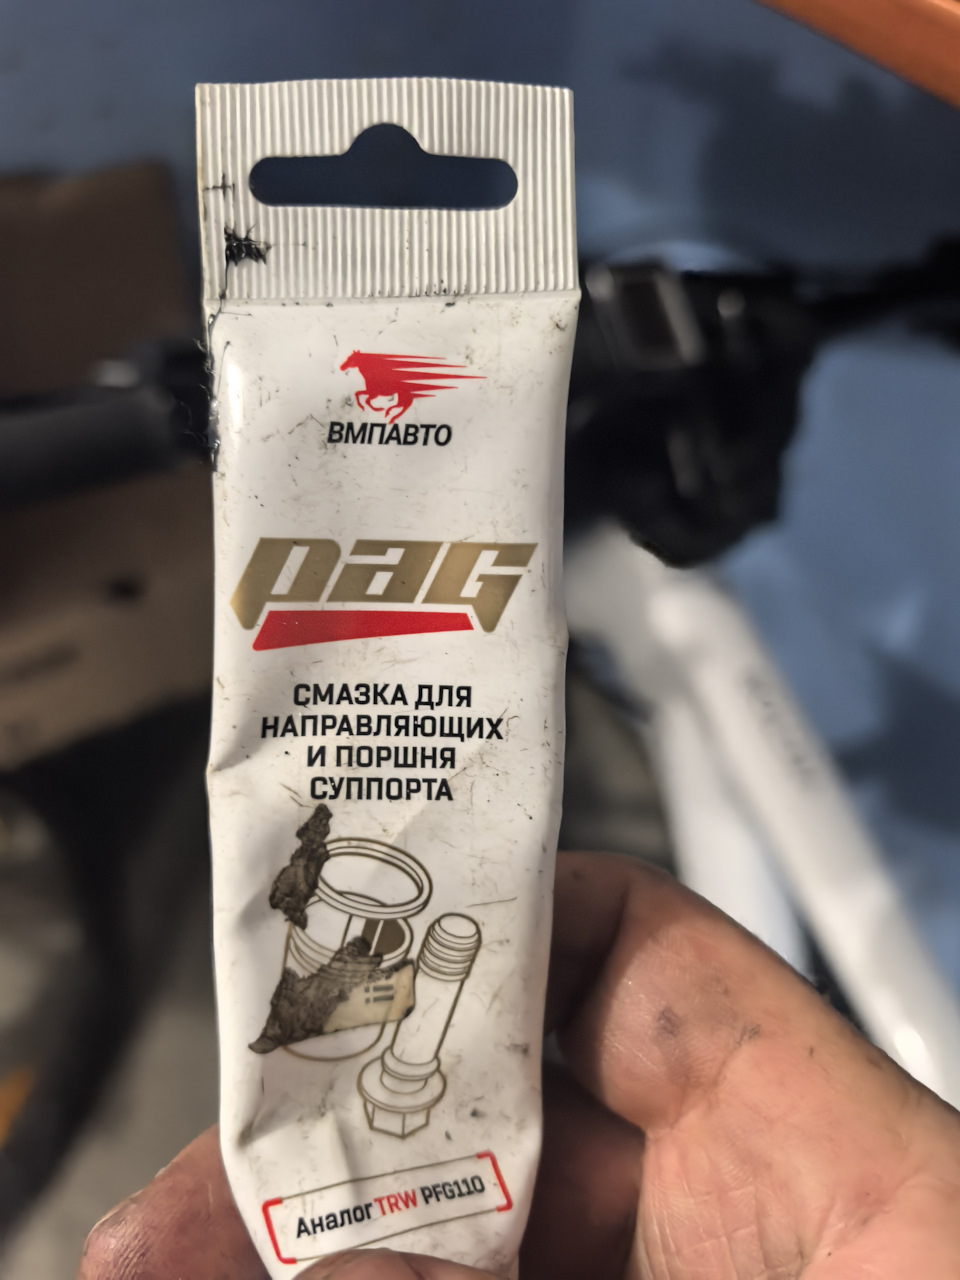 ВМПАВТО
PAG
СМАЗКА ДЛЯ
НАПРАВЛЯЮЩИХ
И ПОРШНЯ
СУППОРТА
Аналог TRW PFG110